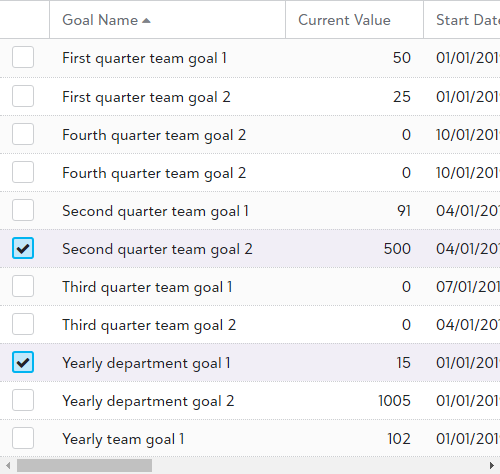 Goal Name Current Value Start Date
First quarter team goal 1 50 01/01/201
First quarter team goal 2 25 01/01/201
Fourth quarter team goal 2 0 10/01/201
Fourth quarter team goal 2 0 10/01/201
Second quarter team goal 1 91 04/01/201
Second quarter team goal 2 500 04/01/201
Third quarter team goal 1 0 07/01/201
Third quarter team goal 2 0 04/01/201
Yearly department goal 1 15 01/01/201
Yearly department goal 2 1005 01/01/201
Yearly team goal 1 102 01/01/201